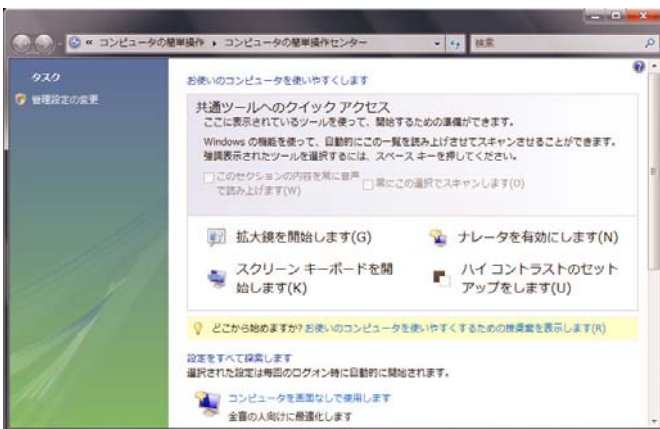 コンピュータの簡単操作 コンピュータの簡単操作センター
検索
タスク
管理設定の変更
お使いのコンピュータを使いやすくします
共通ツールへのクイック アクセス
ここに表示されているツールを使って、開始するための準備ができます。
Windows の機能を使って、自動的にこの一覧を読み上げさせてスキャンさせることができます。
強調表示されたツールを選択するには、スペース キーを押してください。
このセクションの内容を常に音声
で読み上げます(W)
常にこの選択でスキャンします(O)
拡大鏡を開始します(G)
ナレータを有効にします(N)
スクリーン キーボードを開
始します(K)
ハイ コントラストのセット
アップをします(U)
どこから始めますか? お使いのコンピュータを使いやすくするための推奨案を表示します(R)
設定をすべて探索します
選択された設定は毎回のログオン時に自動的に開始されます。
コンピュータを画面なしで使用します
全盲の人向けに最適化します